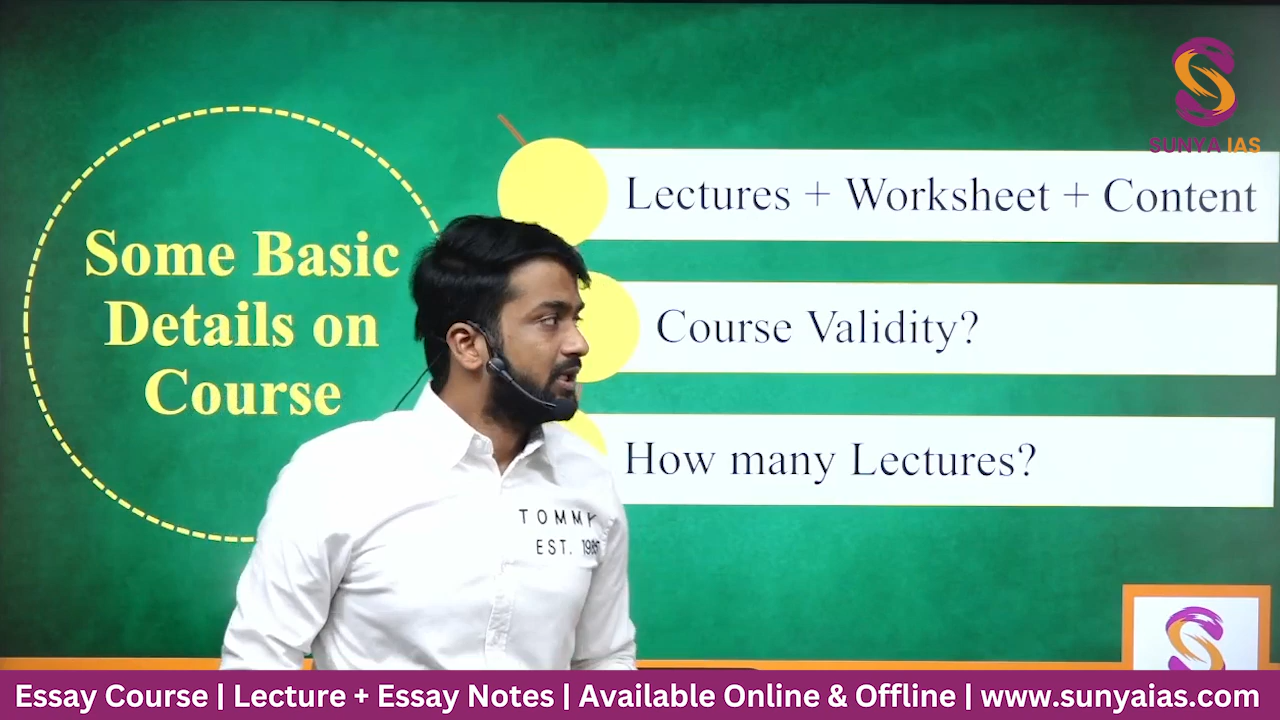 SUNYA IAS
Some Basic
Details on
Course
Lectures + Worksheet + Content
Course Validity?
How many Lectures?
TOMMY
EST. 198
Essay Course | Lecture + Essay Notes | Available Online & Offline | www.sunyaias.com